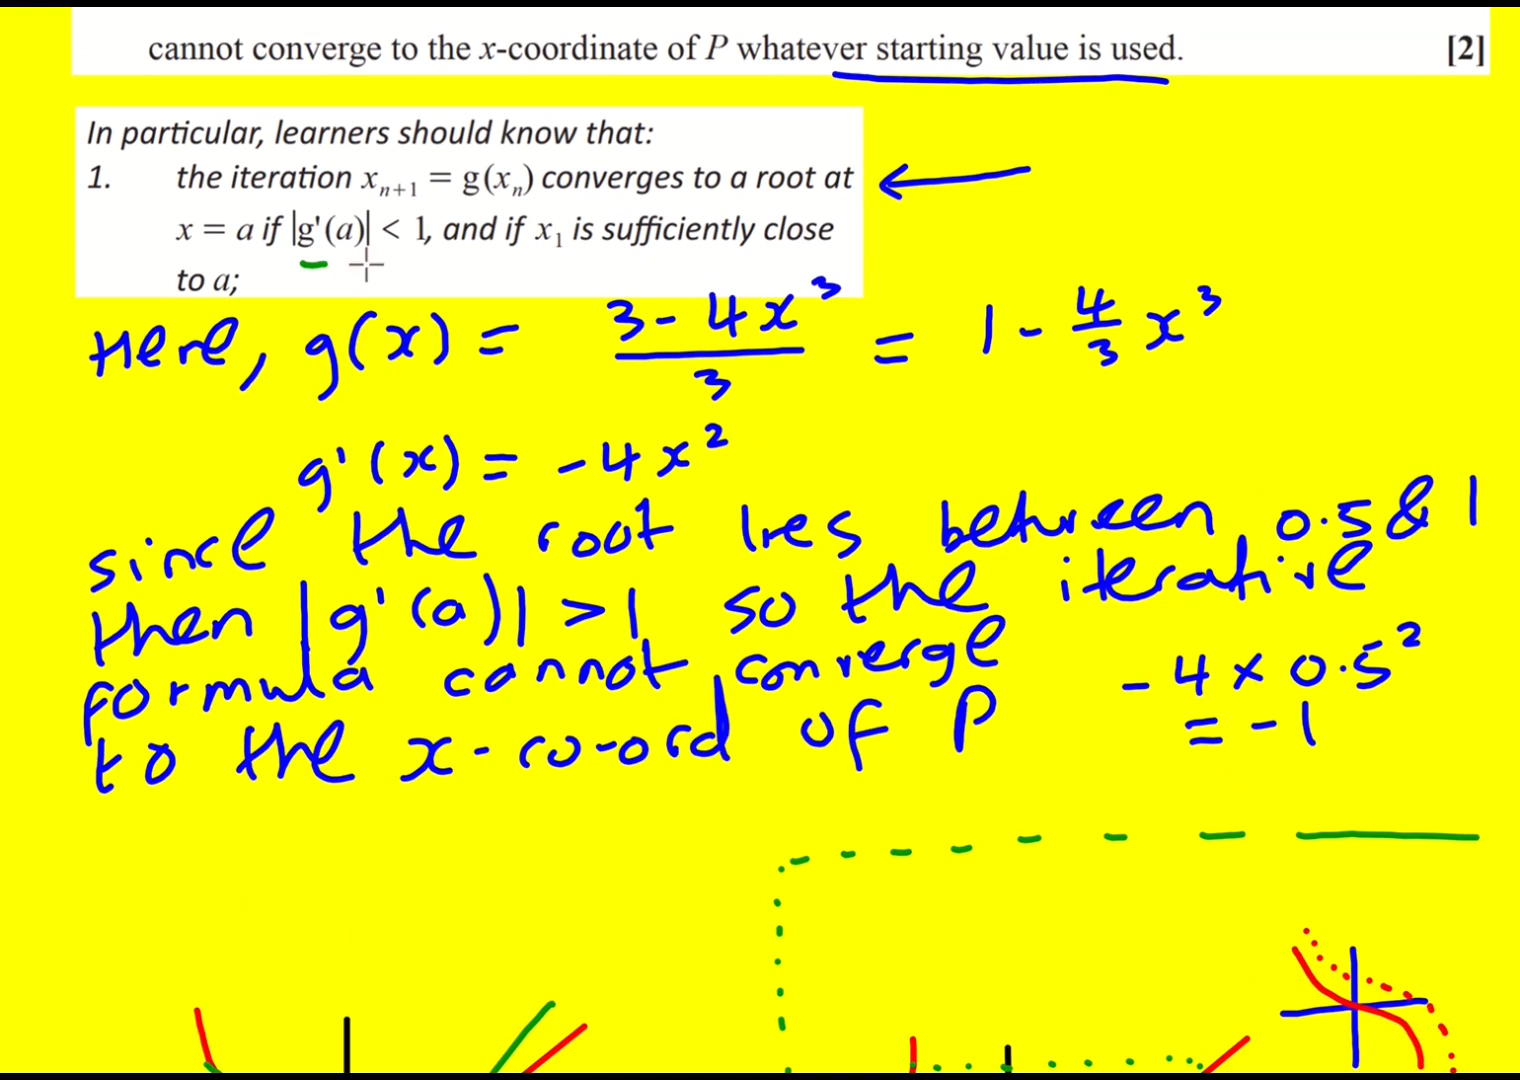 cannot converge to the x-coordinate of P whatever starting value is used. [2]
In particular, learners should know that:
1. the iteration xₙ₊₁ = g(xₙ) converges to a root at
x = a if |g'(a)| < 1, and if x₁ is sufficiently close
to a;
Here, g(x) = (3 - 4x³)/3 = 1 - 4/3 x³
g'(x) = -4x²
since the root lies between 0.5 & 1
then |g'(a)| > 1 so the iterative
formula cannot converge
to the x-co-ord of P
-4 × 0.5²
= -1